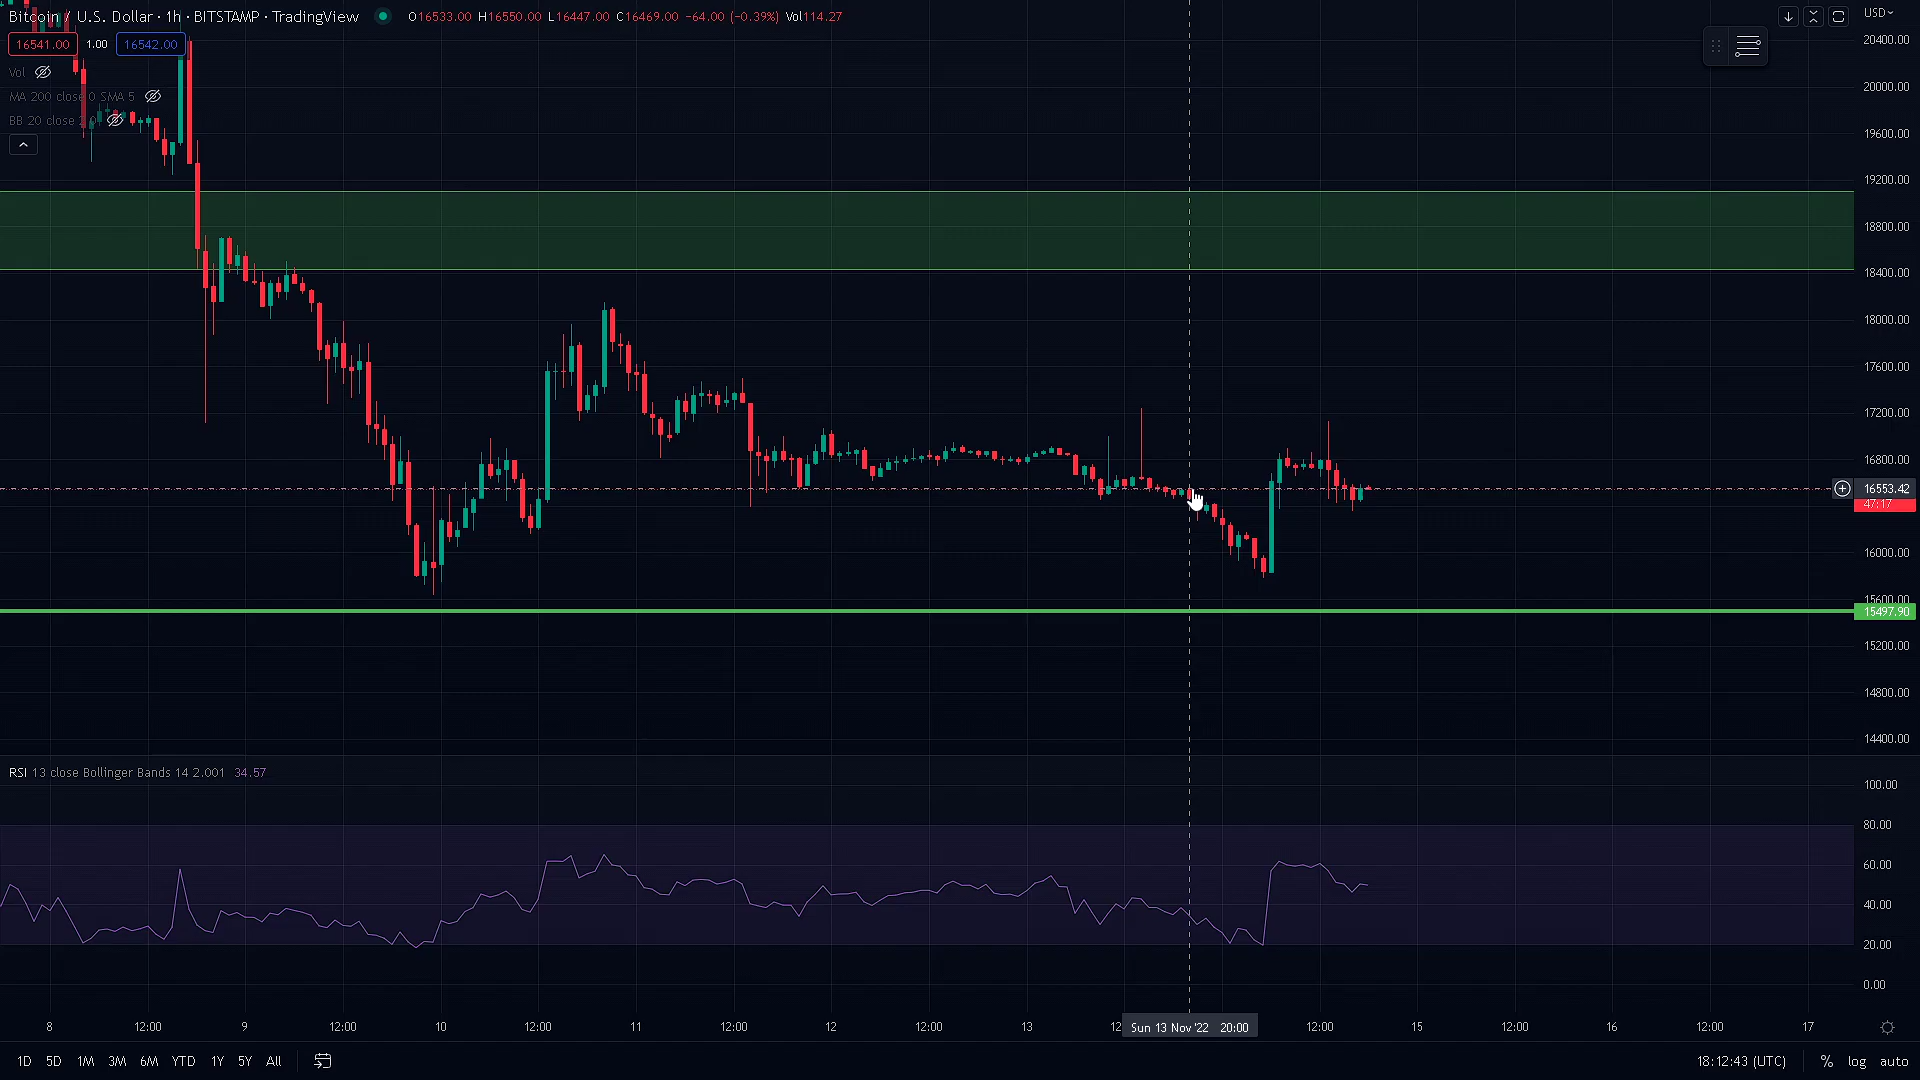 Bitcoin / U.S. Dollar · 1h · BITSTAMP · TradingView O16533.00 H16550.00 L16447.00 C16469.00 -64.00 (-0.39%) Vol114.27
USD
16541.00 1.00 16542.00
Vol
MA 200 close 0 SMA 5
BB 20 close 2 0
20400.00
20000.00
19600.00
19200.00
18800.00
18400.00
18000.00
17600.00
17200.00
16800.00
16553.42
47:17
16000.00
15600.00
15497.90
15200.00
14800.00
14400.00
RSI 13 close Bollinger Bands 14 2.001 34.57
100.00
80.00
60.00
40.00
20.00
0.00
8 12:00 9 12:00 10 12:00 11 12:00 12 12:00 13 12 Sun 13 Nov '22 20:00 12:00 15 12:00 16 12:00 17
1D 5D 1M 3M 6M YTD 1Y 5Y All 18:12:43 (UTC) % log auto